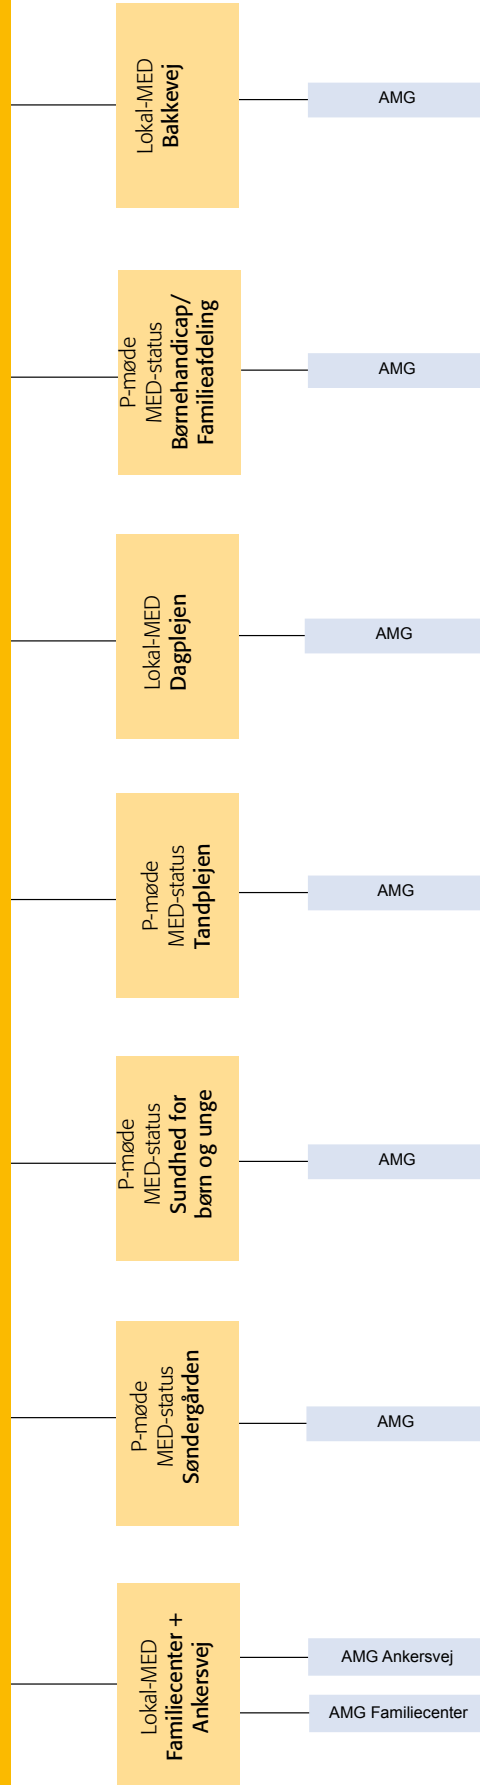 Lokal-MED
Bakkevej
AMG
P-møde
MED-status
Børnehandicap/
Familieafdeling
AMG
Lokal-MED
Dagplejen
AMG
P-møde
MED-status
Tandplejen
AMG
P-møde
MED-status
Sundhed for
børn og unge
AMG
P-møde
MED-status
Søndergården
AMG
Lokal-MED
Familiecenter +
Ankersvej
AMG Ankersvej
AMG Familiecenter